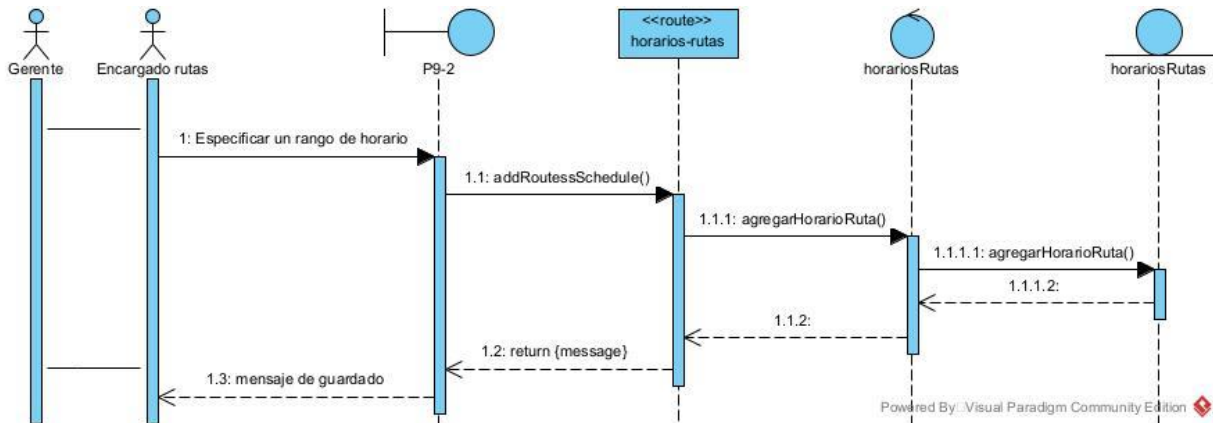 <<route>>
horarios-rutas
Gerente
Encargado rutas
P9-2
horariosRutas
horariosRutas
1: Especificar un rango de horario
1.1: addRoutessSchedule()
1.1.1: agregarHorarioRuta()
1.1.1.1: agregarHorarioRuta()
1.1.1.2:
1.1.2:
1.2: return {message}
1.3: mensaje de guardado
Powered By Visual Paradigm Community Edition